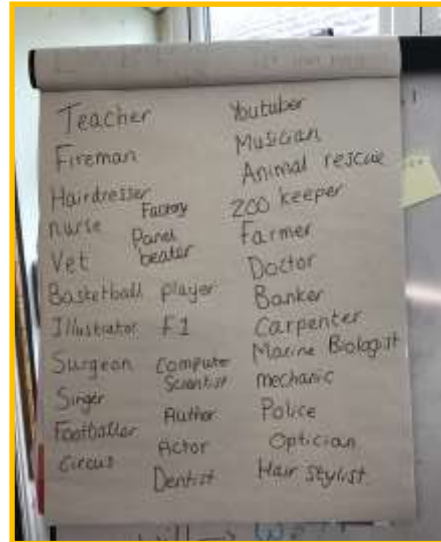 Teacher
Fireman
Hairdresser
nurse
Vet
Basketball player
Illustrator
Surgeon
Singer
Footballer
Circus
Factory
Panel
beater
F1
Computer
Scientist
Author
Actor
Dentist
Youtuber
Musician
Animal rescue
Zoo keeper
farmer
Doctor
Banker
Carpenter
Marine Biologist
mechanic
Police
Optician
Hair stylist